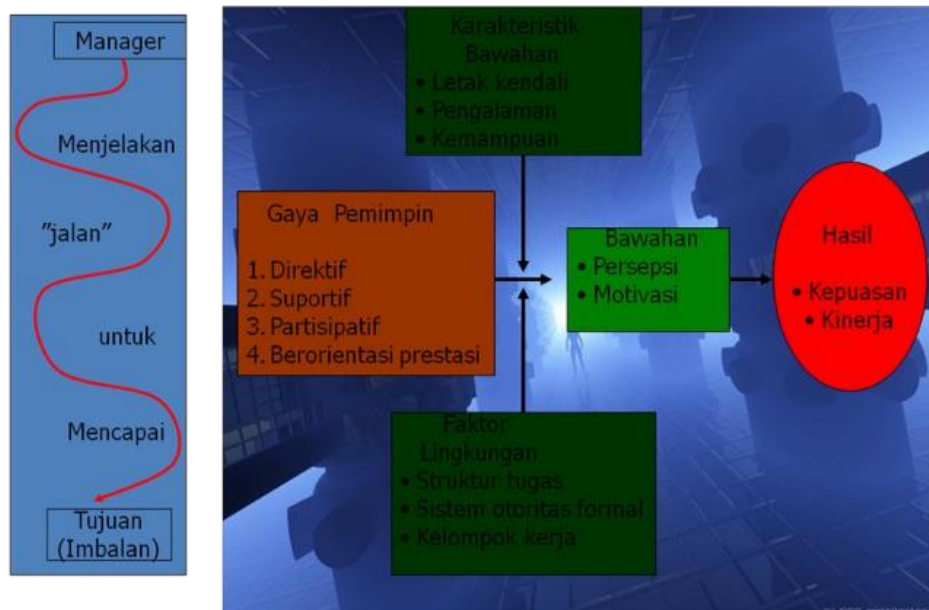 Manager
Menjelakan
"jalan"
untuk
Mencapai
Tujuan
(Imbalan)
Karakteristik
Bawahan
• Letak kendali
• Pengalaman
• Kemampuan
Gaya Pemimpin
1. Direktif
2. Suportif
3. Partisipatif
4. Berorientasi prestasi
Bawahan
• Persepsi
• Motivasi
Hasil
• Kepuasan
• Kinerja
Faktor
Lingkungan
• Struktur tugas
• Sistem otoritas formal
• Kelompok kerja